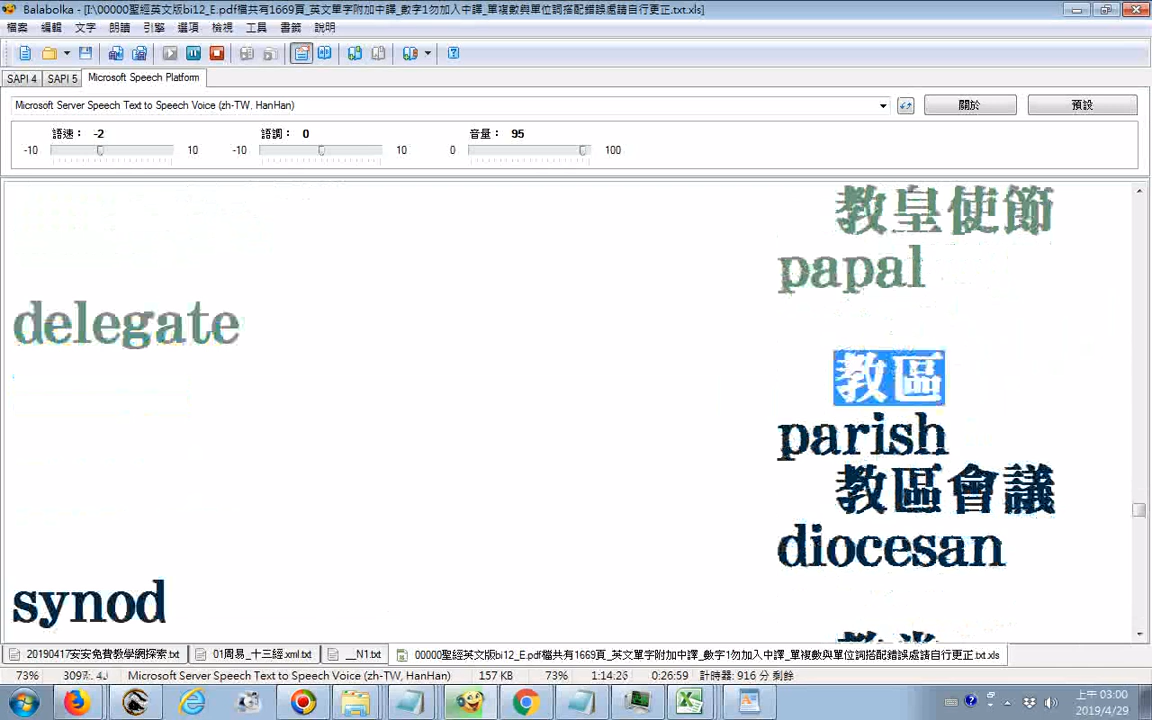 Balabolka - [I:\00000聖經英文版bi12_E.pdf檔共有1669頁_英文單字附加中譯_數字1勿加入中譯_單複數與單位詞搭配錯誤處請自行更正.txt.xls]
檔案 編輯 文字 朗讀 引擎 選項 檢視 工具 書籤 說明
SAPI 4 SAPI 5 Microsoft Speech Platform
Microsoft Server Speech Text to Speech Voice (zh-TW, HanHan) 關於 預設
語速： -2 語調： 0 音量： 95
-10 10 -10 10 0 100
教皇使節
papal
delegate
教區
parish
教區會議
diocesan
synod
20190417安安免費教學網探索.txt 01周易_十三經.xml.txt __N1.txt 00000聖經英文版bi12_E.pdf檔共有1669頁_英文單字附加中譯_數字1勿加入中譯_單複數與單位詞搭配錯誤處請自行更正.txt.xls
73% Microsoft Server Speech Text to Speech Voice (zh-TW, HanHan) 157 KB 73% 1:14:26 0:26:59 計時器: 916 分 剩餘
上午 03:00
2019/4/29